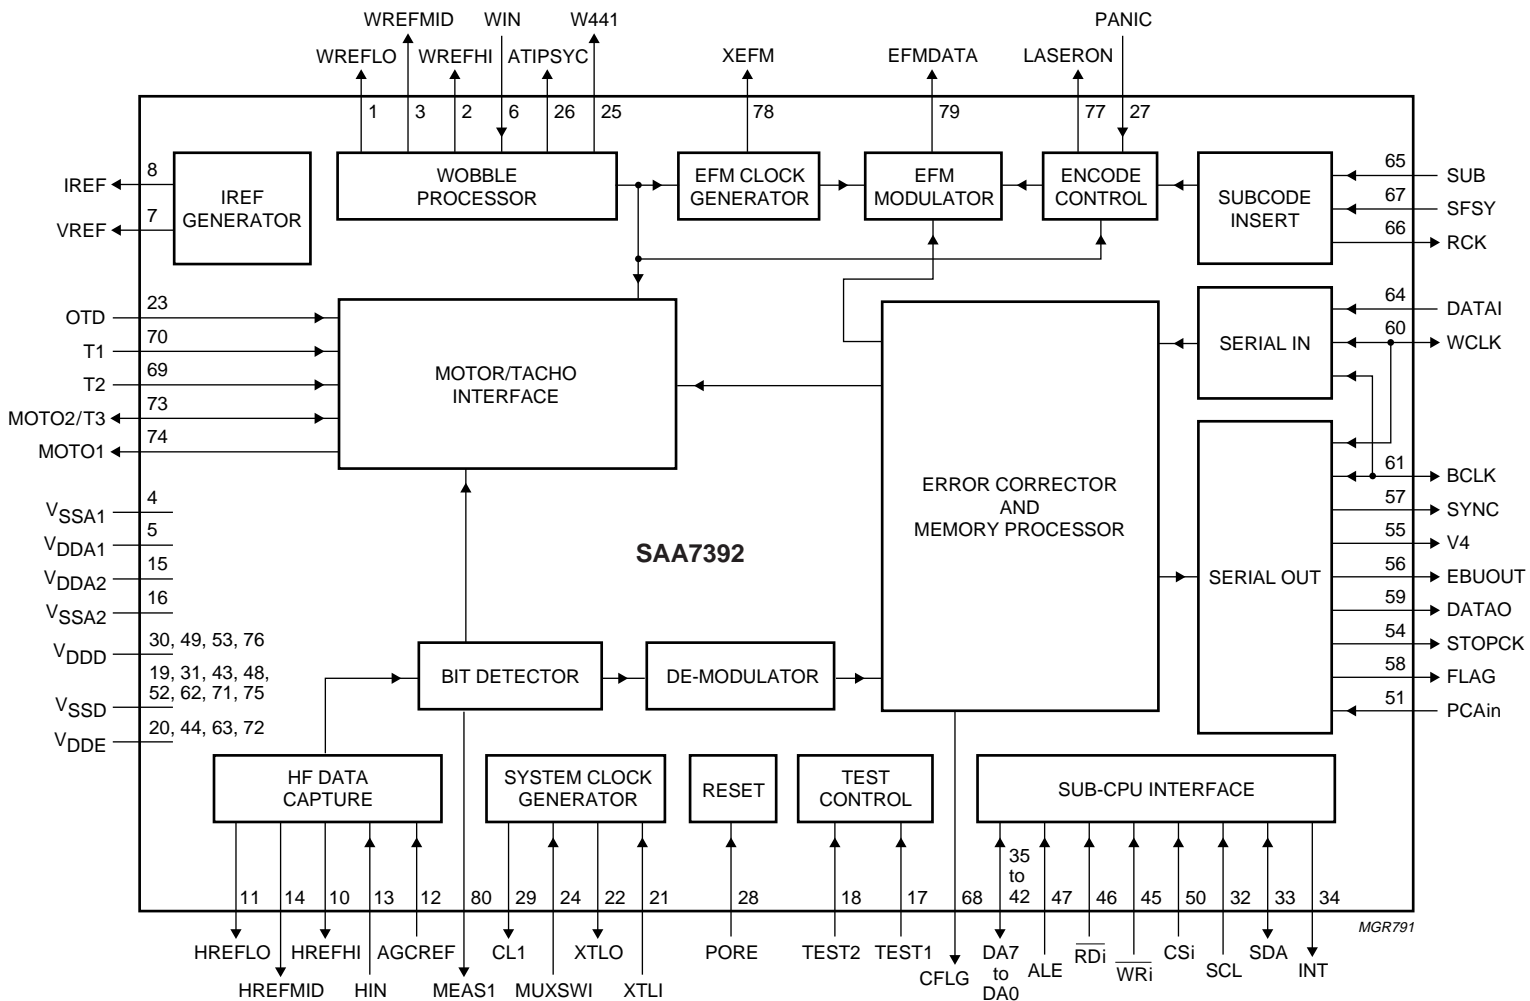 WREFMID WIN W441 PANIC
WREFLO WREFHI ATIPSYC XEFM EFMDATA LASERON
1 3 2 6 26 25 78 79 77 27
IREF 8
VREF 7
IREF
GENERATOR
WOBBLE
PROCESSOR
EFM CLOCK
GENERATOR
EFM
MODULATOR
ENCODE
CONTROL
SUBCODE
INSERT
65 SUB
67 SFSY
66 RCK
OTD 23
T1 70
T2 69
MOTO2/T3 73
MOTO1 74
MOTOR/TACHO
INTERFACE
ERROR CORRECTOR
AND
MEMORY PROCESSOR
SERIAL IN
64 DATAI
60 WCLK
SERIAL OUT
61 BCLK
57 SYNC
55 V4
56 EBUOUT
59 DATAO
54 STOPCK
58 FLAG
51 PCAin
VSSA1 4
VDDA1 5
VDDA2 15
VSSA2 16
VDDD 30, 49, 53, 76
VSSD 19, 31, 43, 48,
52, 62, 71, 75
VDDE 20, 44, 63, 72
SAA7392
BIT DETECTOR
DE-MODULATOR
HF DATA
CAPTURE
SYSTEM CLOCK
GENERATOR
RESET
TEST
CONTROL
SUB-CPU INTERFACE
11 14 10 13 12 80 29 24 22 21 28 18 17 68
35
to
42
47 46 45 50 32 33 34
MGR791
HREFLO HREFHI AGCREF CL1 XTLO PORE TEST2 TEST1
HREFMID HIN MEAS1 MUXSWI XTLI
CFLG
DA7
to
DA0
ALE RDi WRi CSi SCL SDA INT